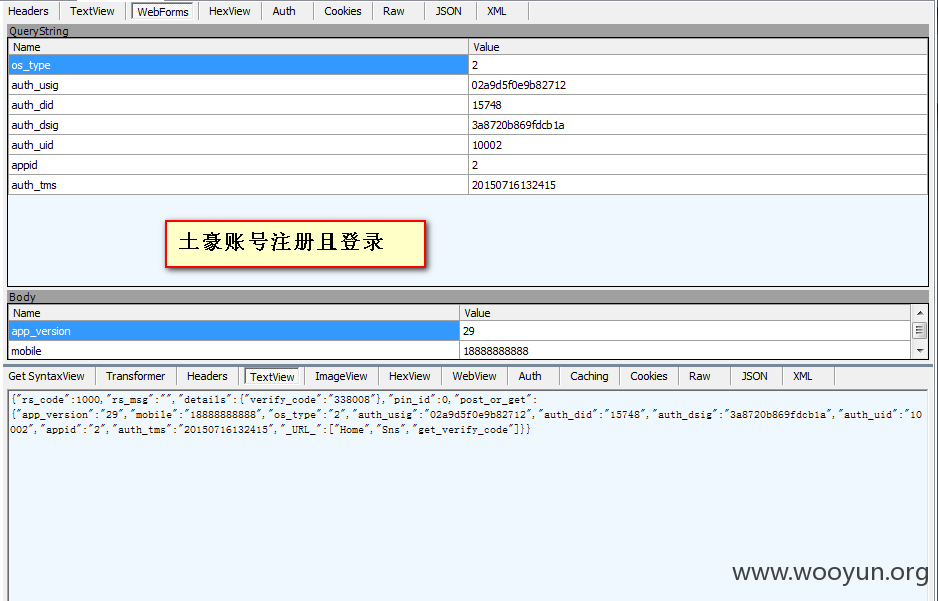 Headers TextView WebForms HexView Auth Cookies Raw JSON XML
QueryString
Name Value
os_type 2
auth_usig 02a9d5f0e9b82712
auth_did 15748
auth_dsig 3a8720b869fdcb1a
auth_uid 10002
appid 2
auth_tms 20150716132415
土豪账号注册且登录
Body
Name Value
app_version 29
mobile 18888888888
Get SyntaxView Transformer Headers TextView ImageView HexView WebView Auth Caching Cookies Raw JSON XML
{"rs_code":1000,"rs_msg":"","details":{"verify_code":"338008"},"pin_id":0,"post_or_get":
{"app_version":"29","mobile":"18888888888","os_type":"2","auth_usig":"02a9d5f0e9b82712","auth_did":"15748","auth_dsig":"3a8720b869fdcb1a","auth_uid":"10
002","appid":"2","auth_tms":"20150716132415","_URL_":["Home","Sns","get_verify_code"]}}
www.wooyun.org